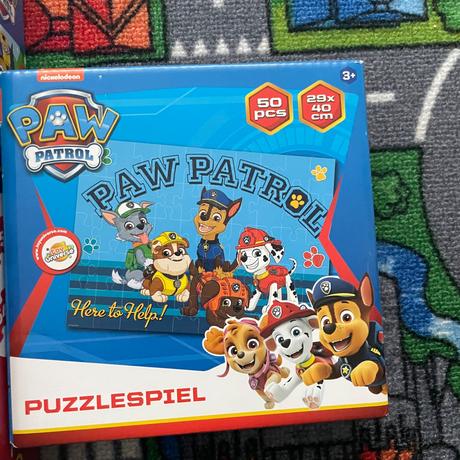 nickelodeon
3+
PAW
PATROL
50
pcs
29x
40
cm
PAW PATROL
Here to Help!
PUZZLESPIEL